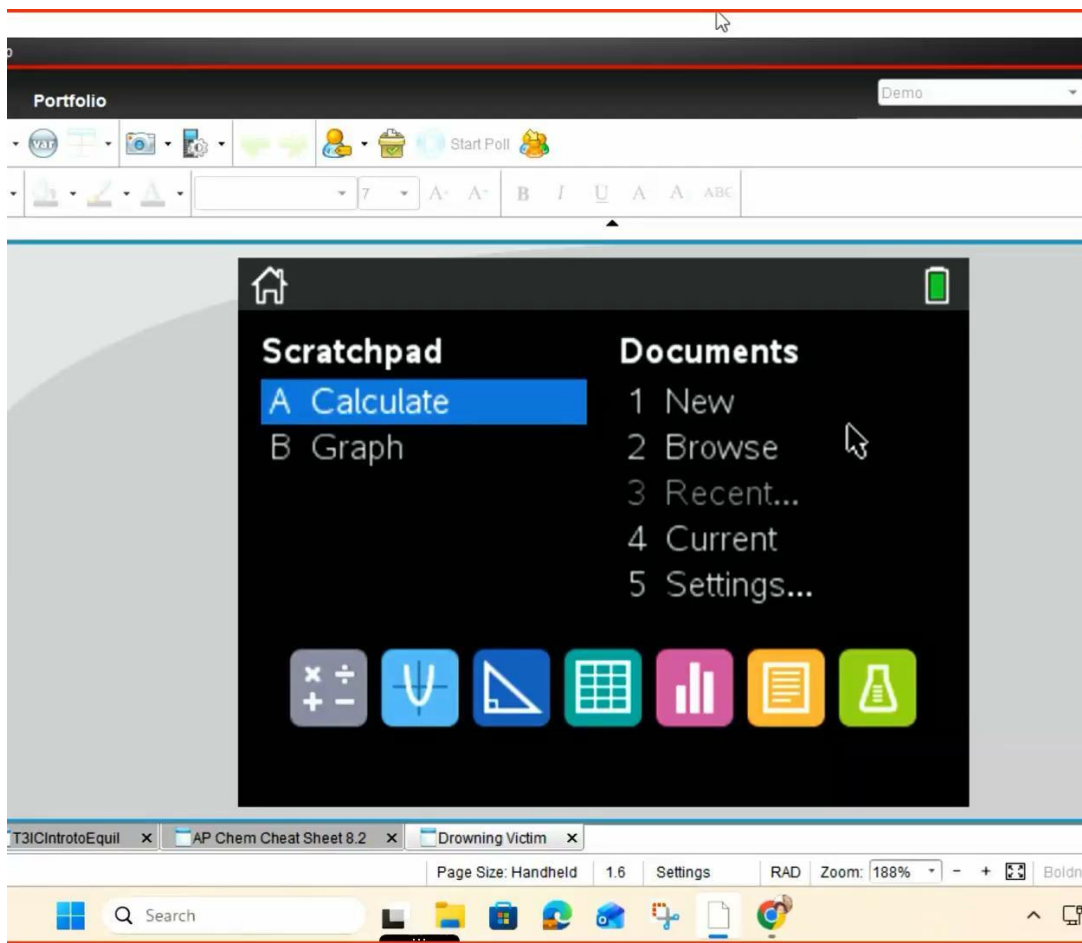 Portfolio
Demo
var
Start Poll
7
A A B I U A A ABC
Scratchpad
A Calculate
B Graph
Documents
1 New
2 Browse
3 Recent...
4 Current
5 Settings...
T3ICIntrotoEquil
AP Chem Cheat Sheet 8.2
Drowning Victim
Page Size: Handheld 1.6 Settings RAD Zoom: 188% - + Boldn
Search